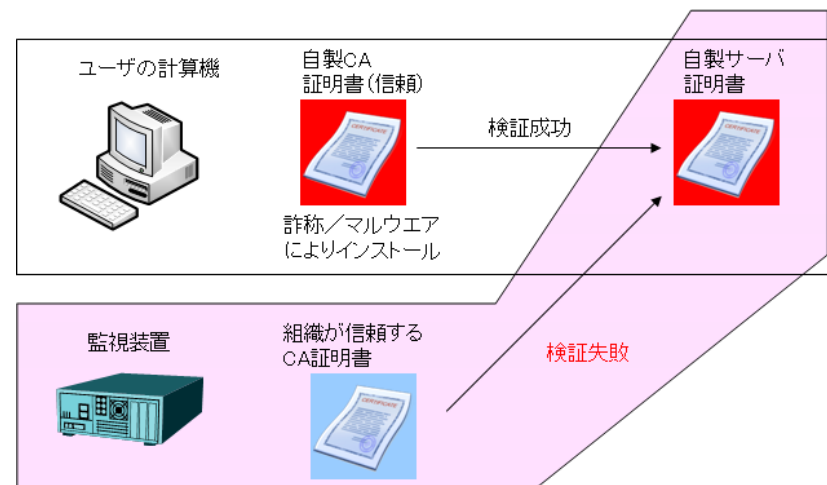 ユーザの計算機
自製CA
証明書(信頼)
詐称／マルウエア
によりインストール
検証成功
自製サーバ
証明書
監視装置
組織が信頼する
CA証明書
検証失敗